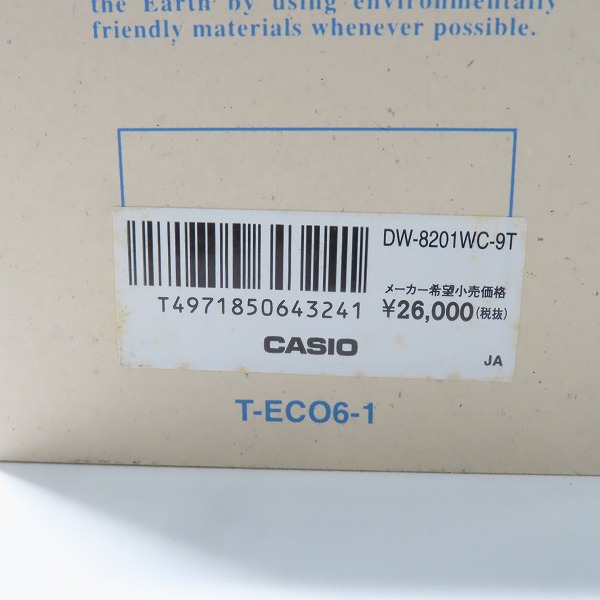 the Earth by using environmentally
friendly materials whenever possible.
DW-8201WC-9T
メーカー希望小売価格
T4971850643241
¥26,000(税抜)
CASIO
JA
T-ECO6-1